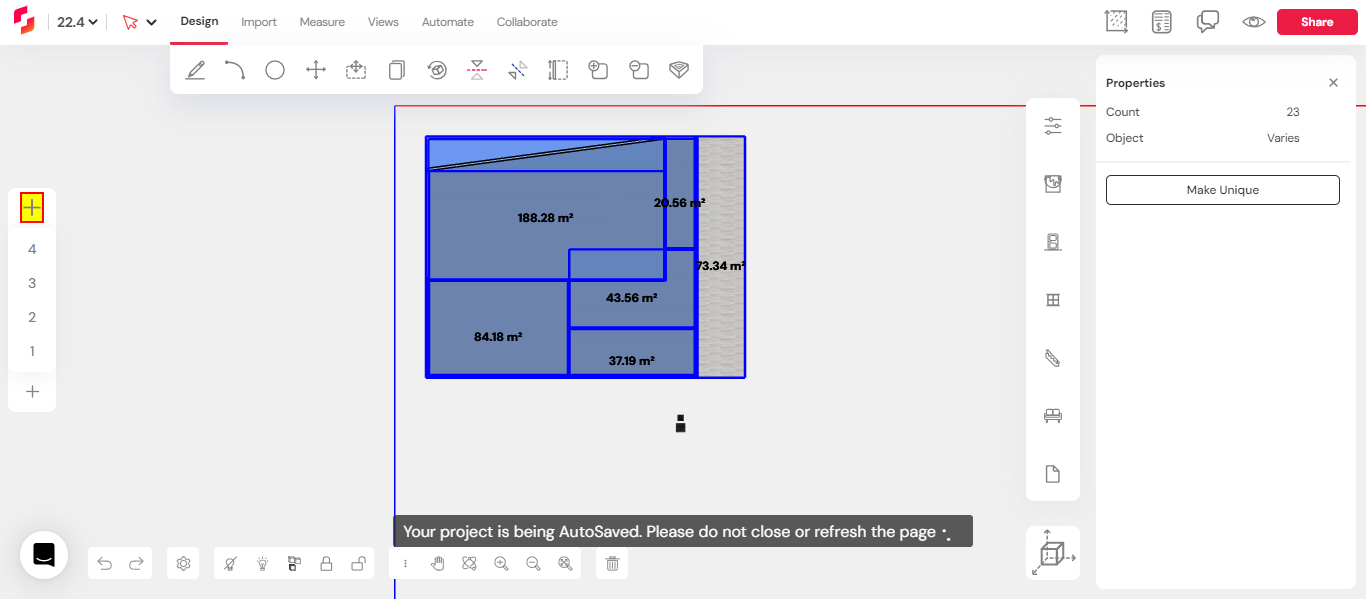 22.4
Design
Import
Measure
Views
Automate
Collaborate
Share
Properties
Count 23
Object Varies
Make Unique
4
3
2
1
188.28 m²
20.56 m²
73.34 m²
43.56 m²
84.18 m²
37.19 m²
Your project is being AutoSaved. Please do not close or refresh the page